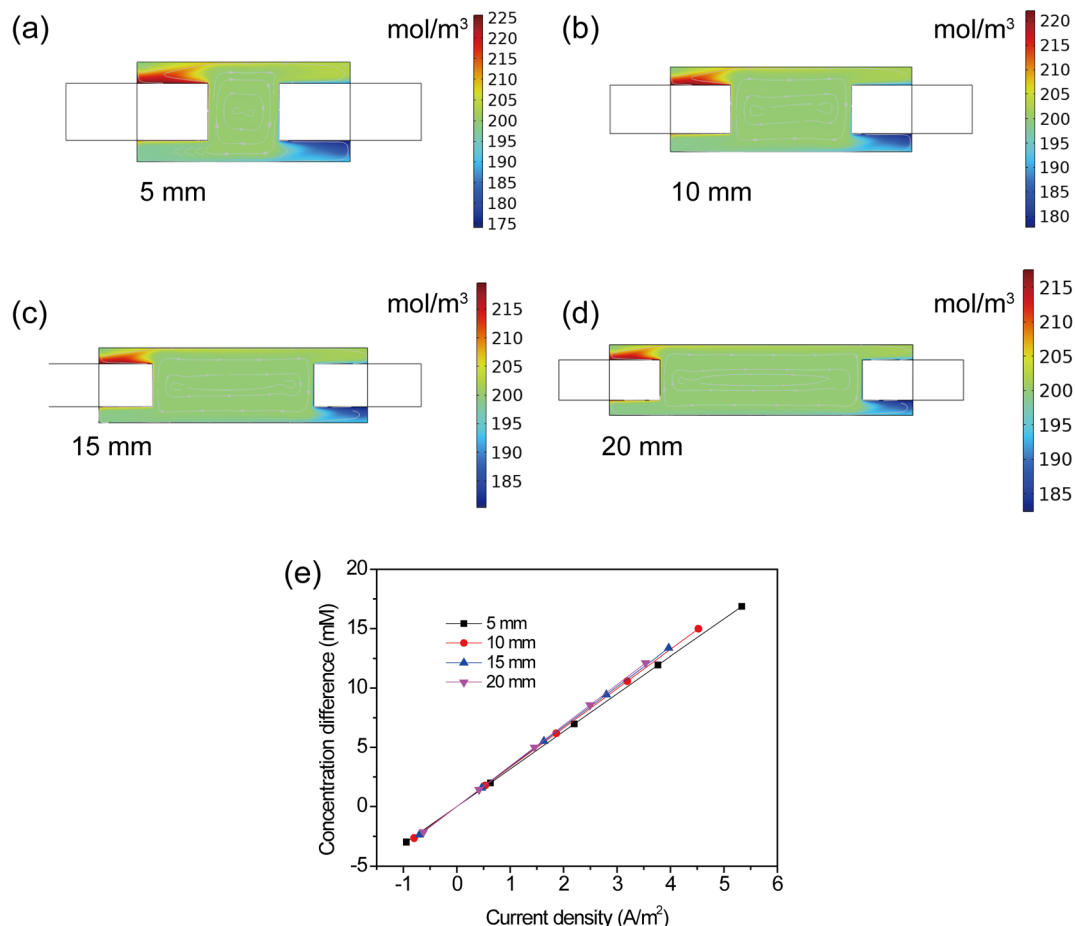 (a)
mol/m³
225
220
215
210
205
200
195
190
185
180
175
5 mm
(b)
mol/m³
220
215
210
205
200
195
190
185
180
10 mm
(c)
mol/m³
215
210
205
200
195
190
185
15 mm
(d)
mol/m³
215
210
205
200
195
190
185
20 mm
(e)
Concentration difference (mM)
20
15
10
5
0
-5
5 mm
10 mm
15 mm
20 mm
-1 0 1 2 3 4 5 6
Current density (A/m²)